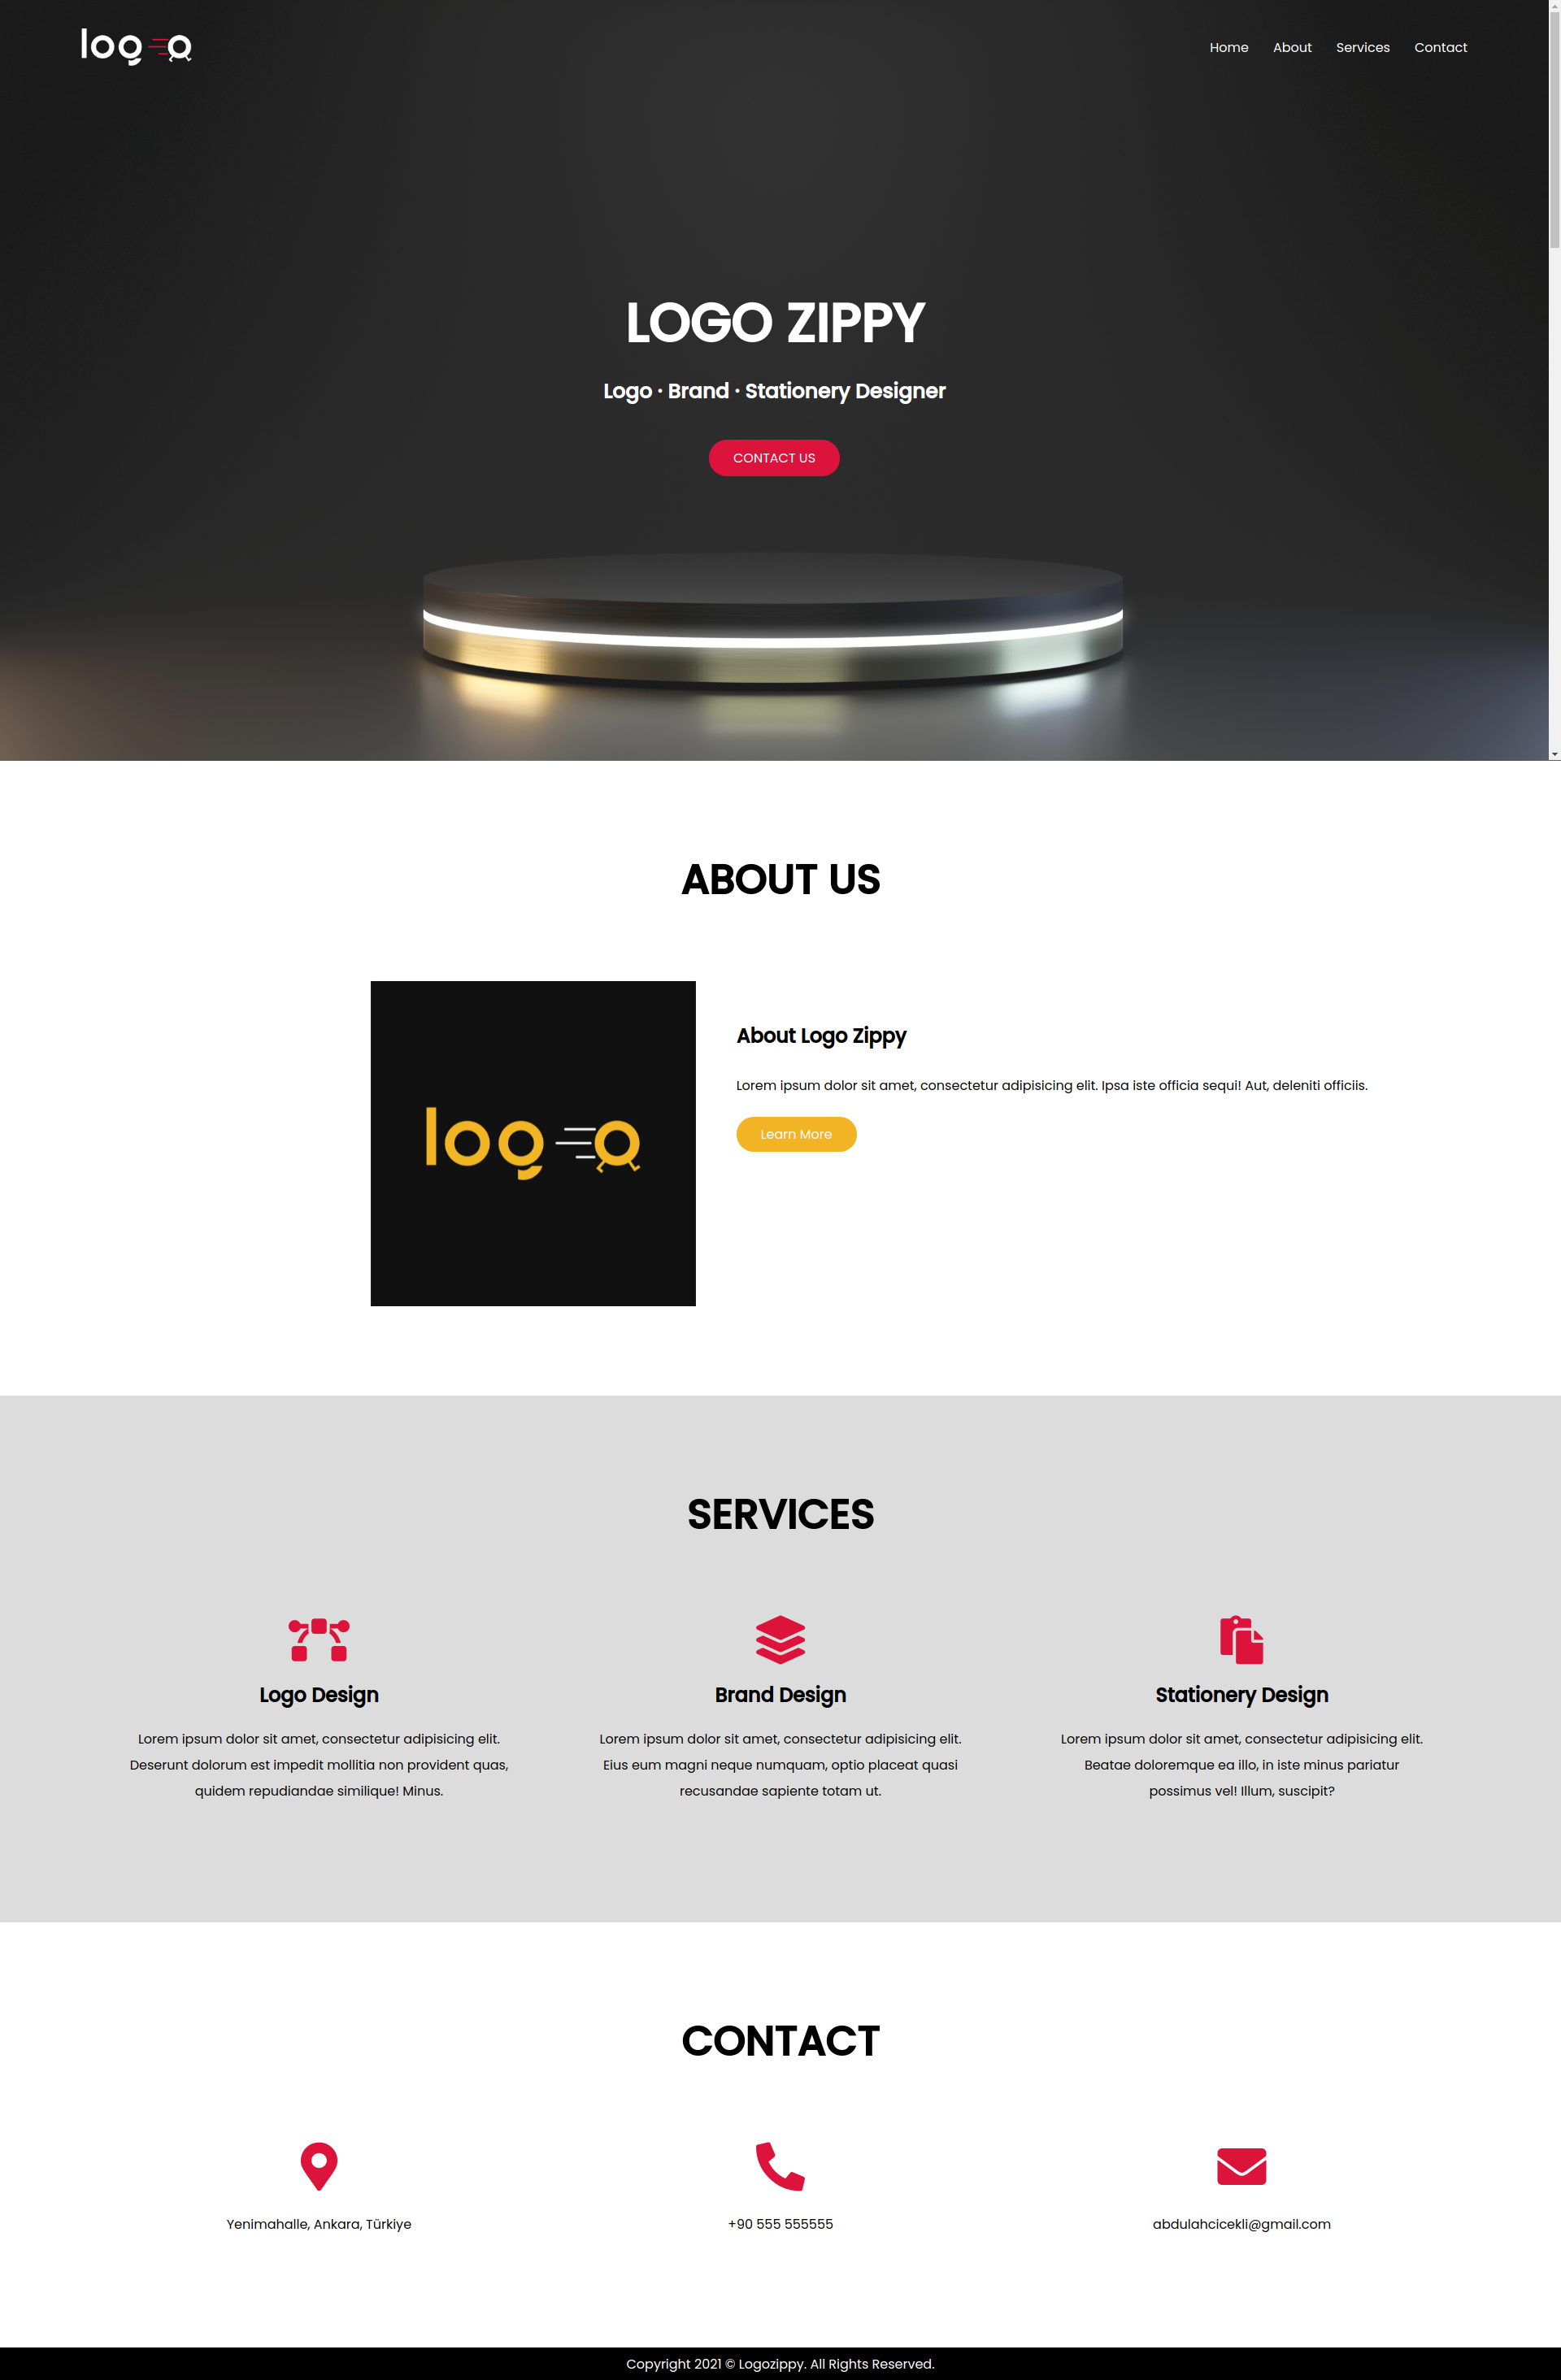 logo
Home About Services Contact
LOGO ZIPPY
Logo · Brand · Stationery Designer
CONTACT US
ABOUT US
logo
About Logo Zippy
Lorem ipsum dolor sit amet, consectetur adipisicing elit. Ipsa iste officia sequi! Aut, deleniti officiis.
Learn More
SERVICES
Logo Design
Lorem ipsum dolor sit amet, consectetur adipisicing elit.
Deserunt dolorum est impedit mollitia non provident quas,
quidem repudiandae similique! Minus.
Brand Design
Lorem ipsum dolor sit amet, consectetur adipisicing elit.
Eius eum magni neque numquam, optio placeat quasi
recusandae sapiente totam ut.
Stationery Design
Lorem ipsum dolor sit amet, consectetur adipisicing elit.
Beatae doloremque ea illo, in iste minus pariatur
possimus vel! Illum, suscipit?
CONTACT
Yenimahalle, Ankara, Türkiye
+90 555 555555
abdulahcicekli@gmail.com
Copyright 2021 © Logozippy. All Rights Reserved.